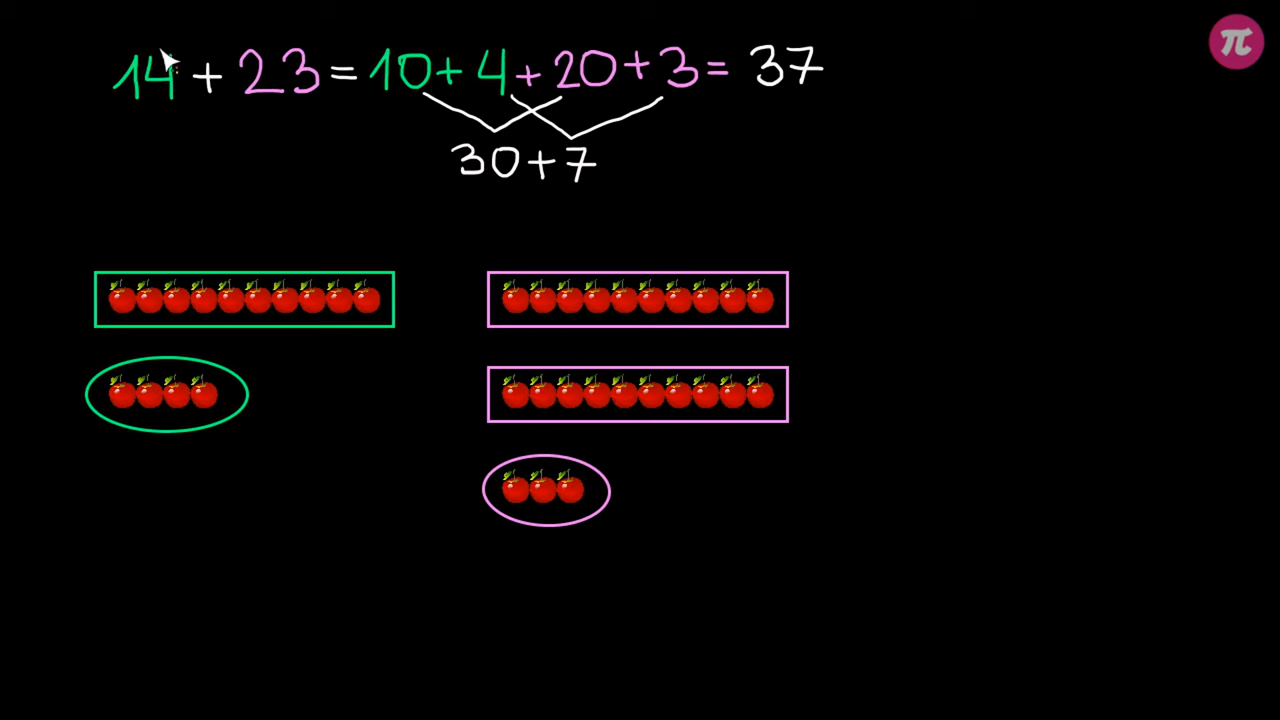 14 + 23 = 10 + 4 + 20 + 3 = 37
30 + 7
π